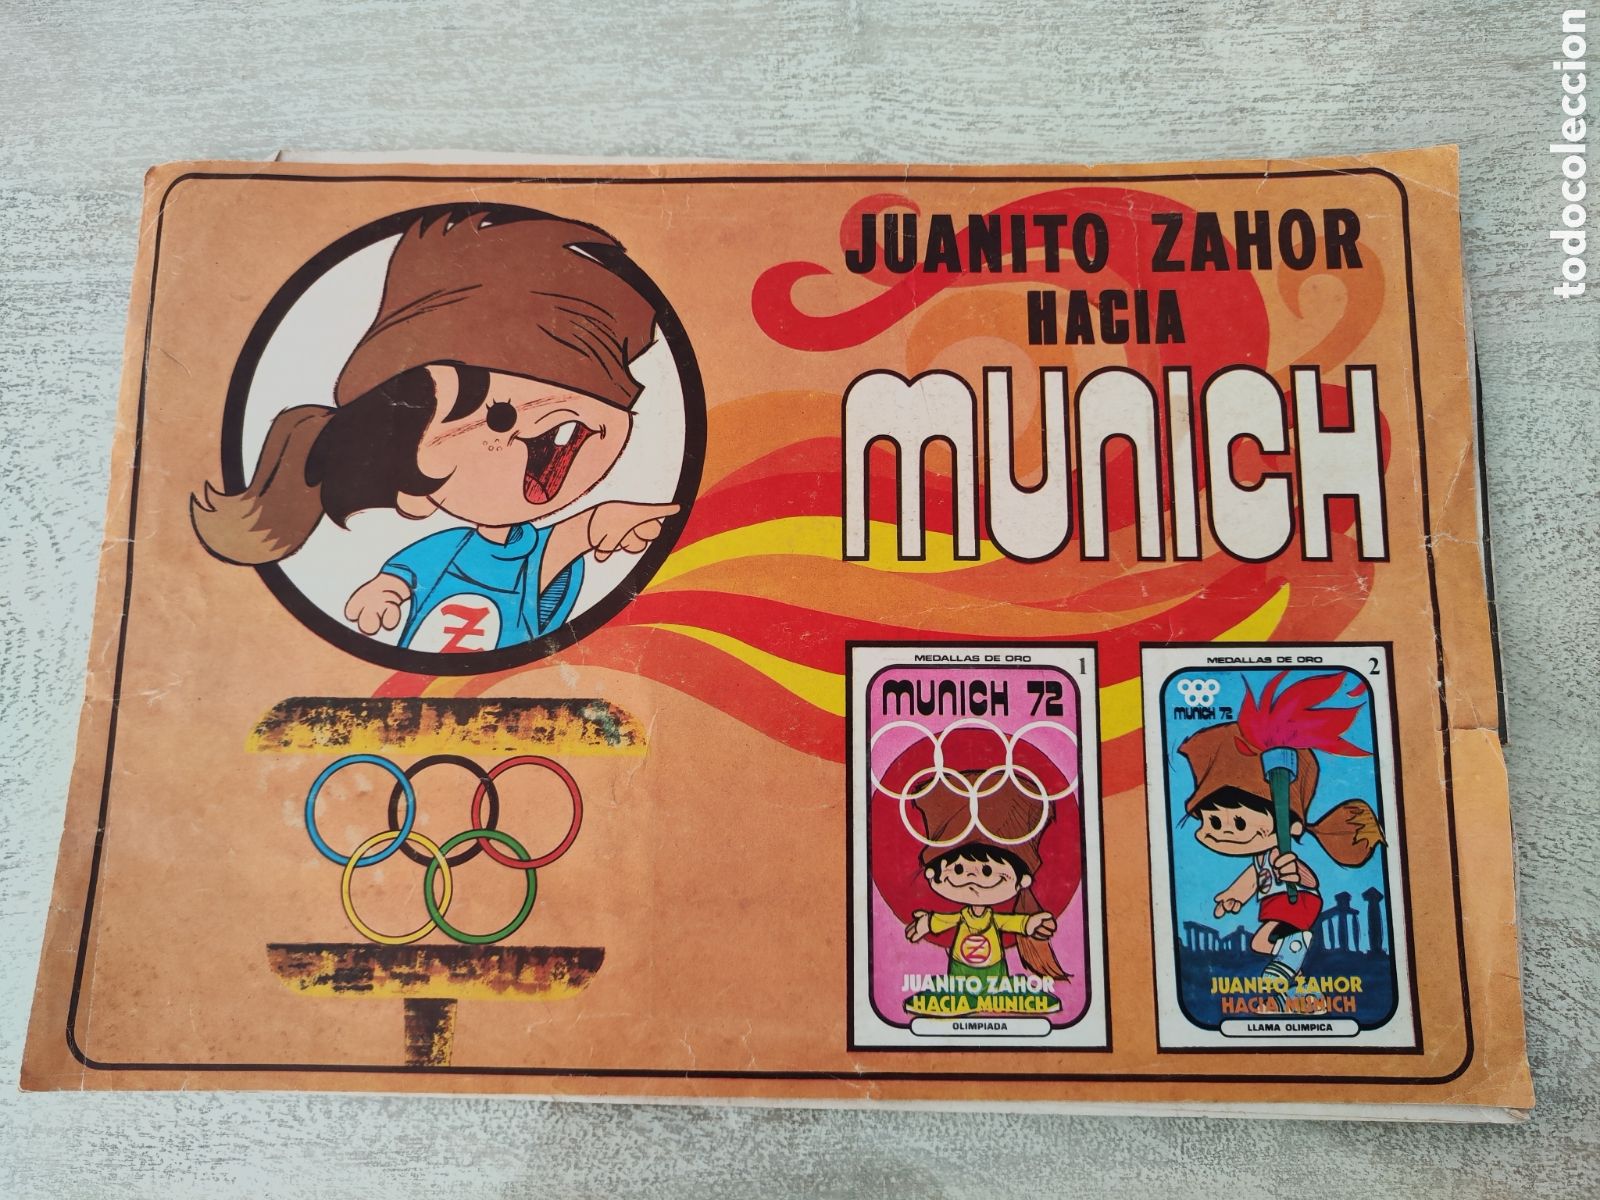 JUANITO ZAHOR
HACIA
MUNICH
Z
MEDALLAS DE ORO 1
MUNICH 72
Z
JUANITO ZAHOR
HACIA MUNICH
OLIMPIADA
MEDALLAS DE ORO 2
MUNICH 72
Z
JUANITO ZAHOR
HACIA MUNICH
LLAMA OLIMPICA
todocoleccion